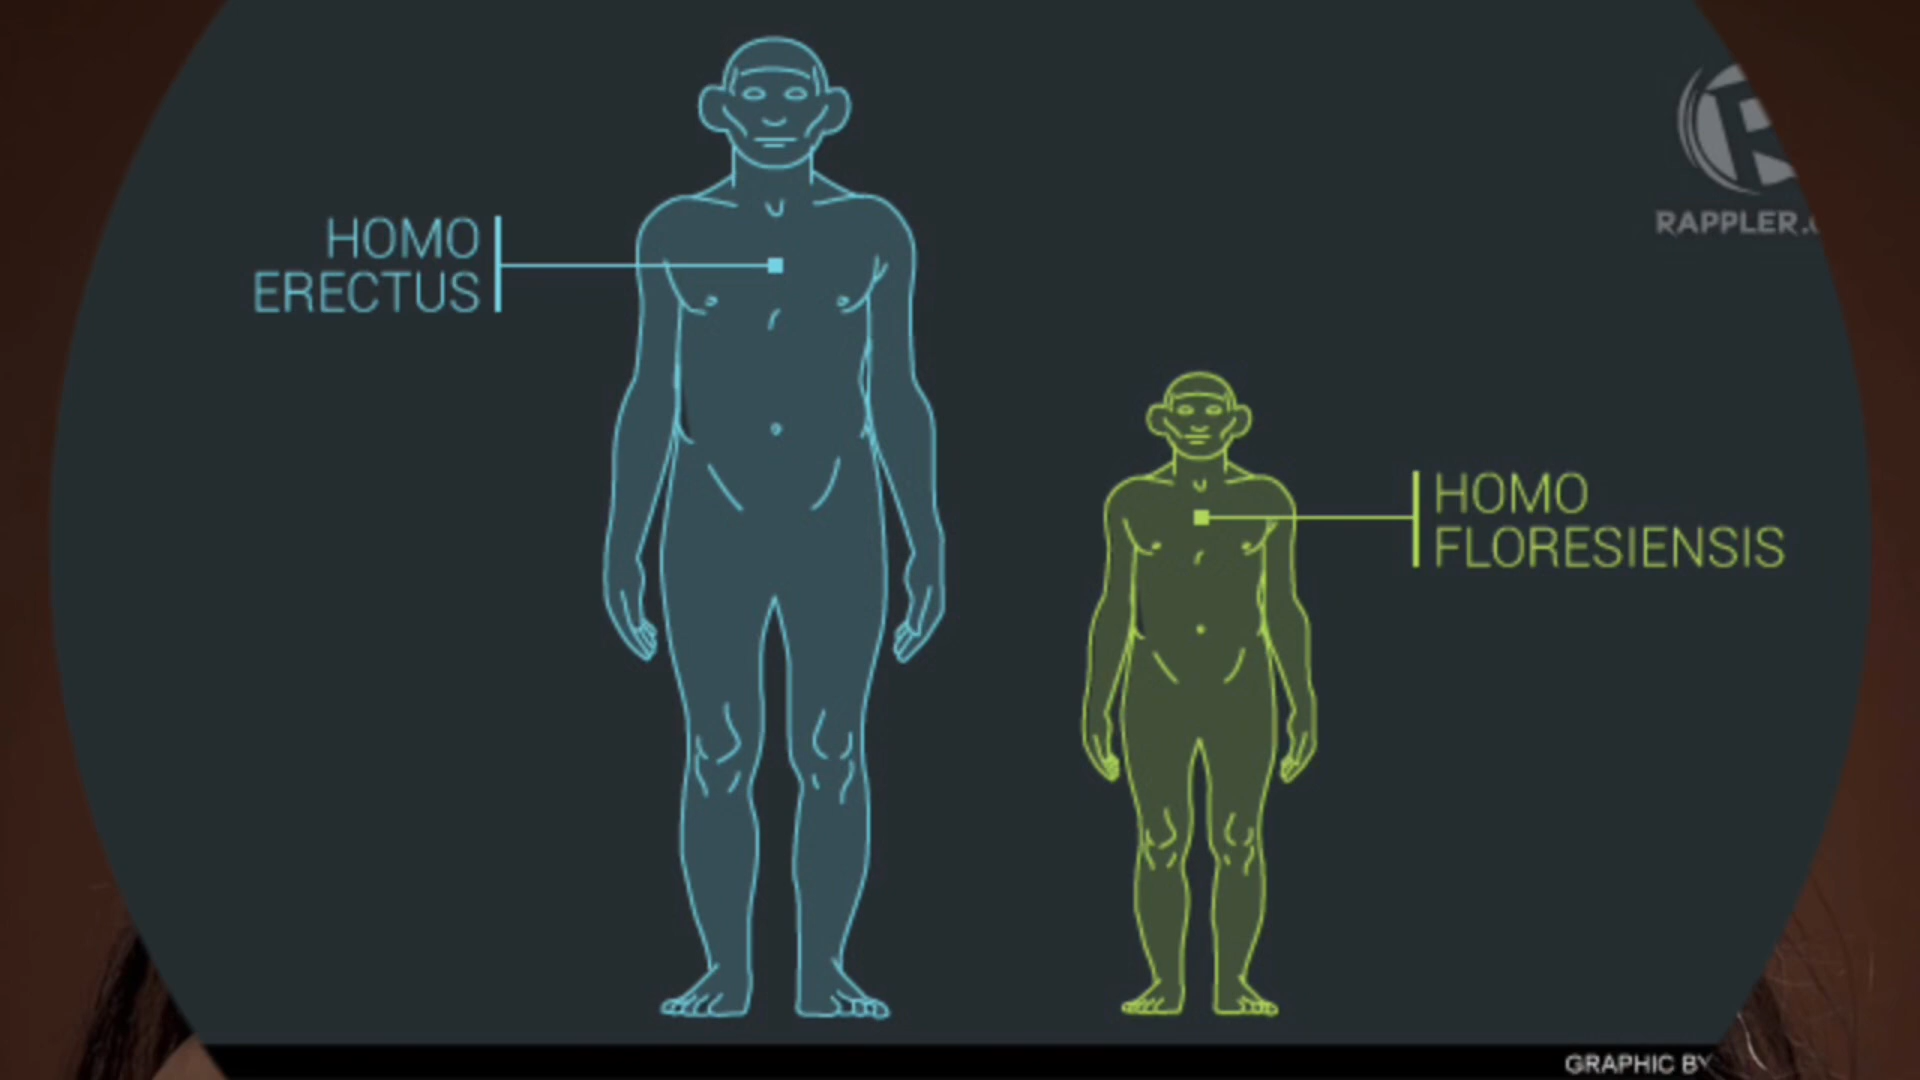 HOMO
ERECTUS
RAPPLER.
HOMO
FLORESIENSIS
GRAPHIC BY